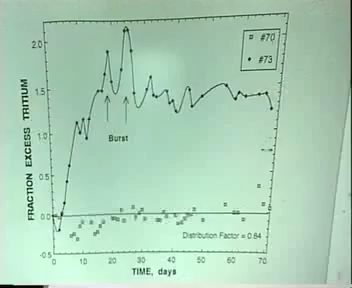 2.0
#70
#73
1.5
Burst
1.0
FRACTION EXCESS TRITIUM
0.5
0.0
Distribution Factor = 0.84
-0.5
0 10 20 30 40 50 60 70
TIME, days